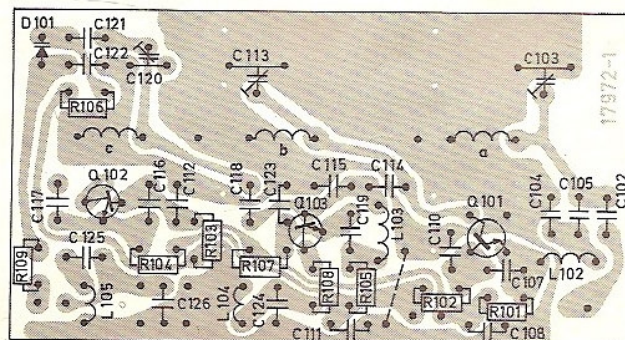 D101
C121
C122
C120
C113
C103
17972-1
R106
c
b
a
Q102
C117
C116
C112
C118
C123
Q103
C115
C114
C119
L103
C110
Q101
C104
C105
C102
R109
C125
L105
R104
R103
C126
R107
L104
C124
R108
R105
C111
R102
R101
C107
C108
L102